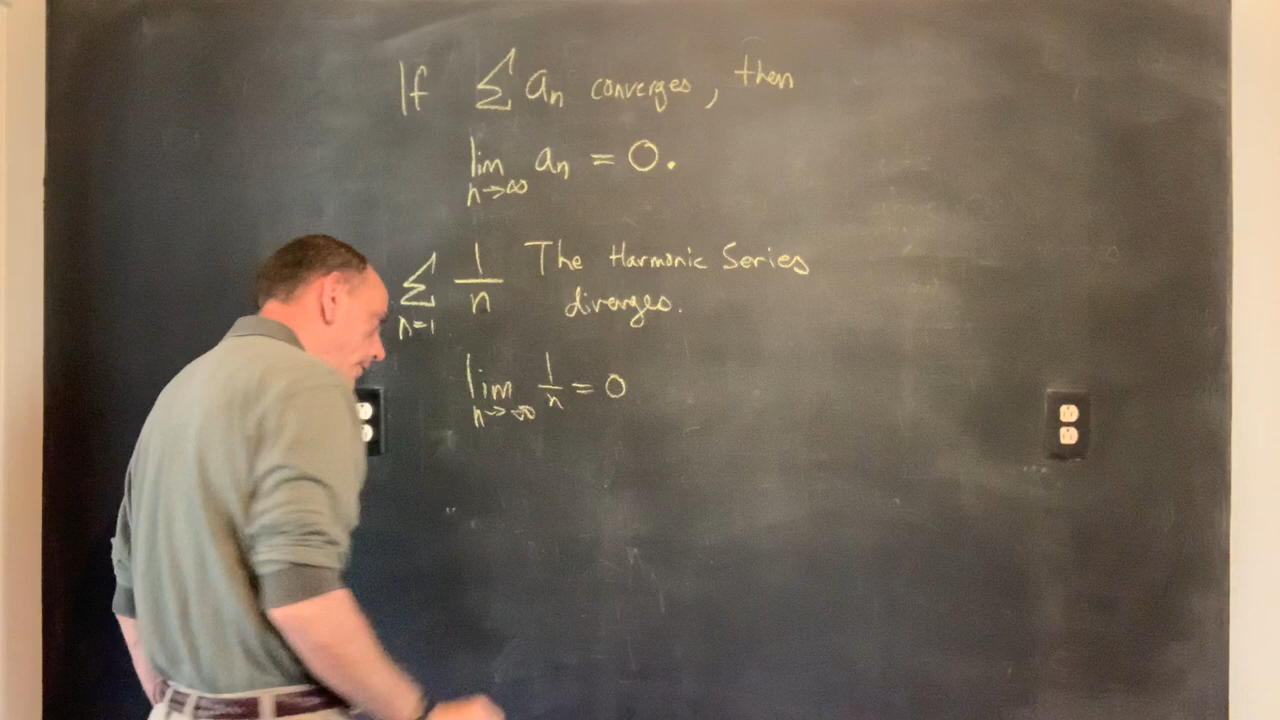 If ∑ aₙ converges, then
lim aₙ = 0.
n→∞
∑ 1/n The Harmonic Series
n=1 diverges.
lim 1/n = 0
n→∞